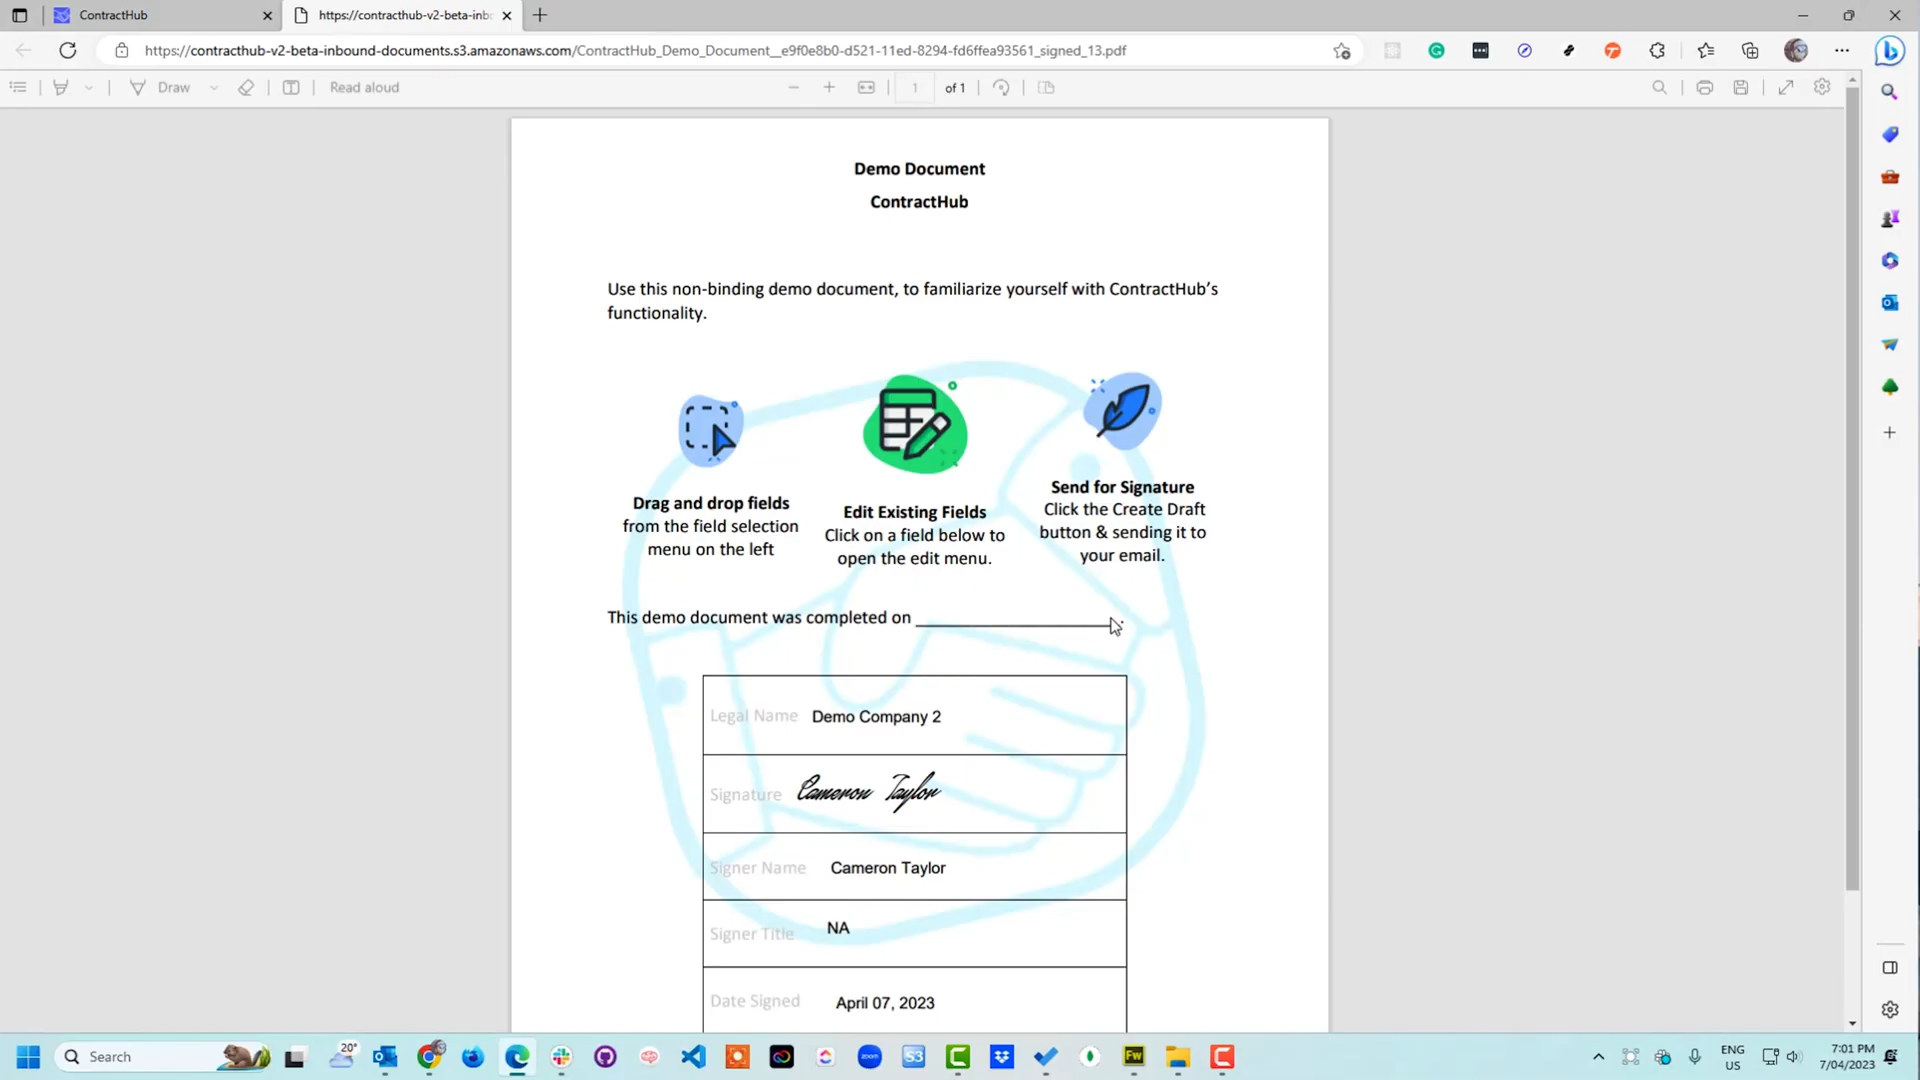 ContractHub
https://contracthub-v2-beta-inb
https://contracthub-v2-beta-inbound-documents.s3.amazonaws.com/ContractHub_Demo_Document__e9f0e8b0-d521-11ed-8294-fd6ffea93561_signed_13.pdf
Draw
Read aloud
1 of 1
Demo Document
ContractHub
Use this non-binding demo document, to familiarize yourself with ContractHub’s
functionality.
Drag and drop fields
from the field selection
menu on the left
Edit Existing Fields
Click on a field below to
open the edit menu.
Send for Signature
Click the Create Draft
button & sending it to
your email.
This demo document was completed on ______________________.
Legal Name Demo Company 2
Signature Cameron Taylor
Signer Name Cameron Taylor
Signer Title NA
Date Signed April 07, 2023
Search
20°
zoom
S3
Fw
ENG
US
7:01 PM
7/04/2023